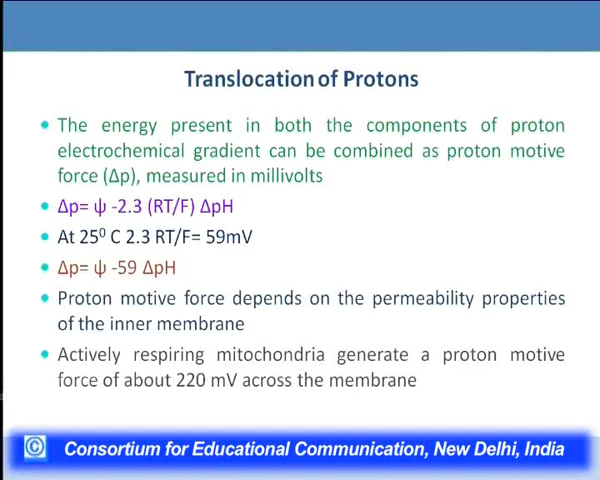 Translocation of Protons
• The energy present in both the components of proton
electrochemical gradient can be combined as proton motive
force (Δp), measured in millivolts
• Δp= ψ -2.3 (RT/F) ΔpH
• At 25⁰ C 2.3 RT/F= 59mV
• Δp= ψ -59 ΔpH
• Proton motive force depends on the permeability properties
of the inner membrane
• Actively respiring mitochondria generate a proton motive
force of about 220 mV across the membrane
© Consortium for Educational Communication, New Delhi, India